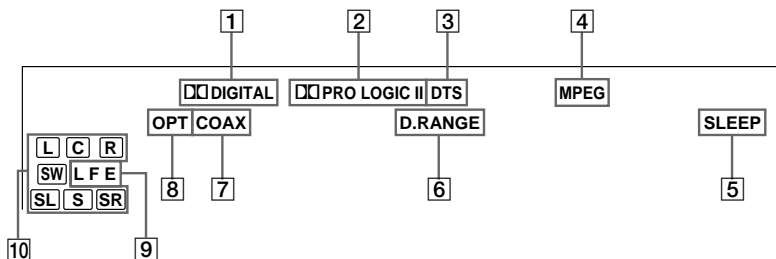 1 2 3 4
DIGITAL PRO LOGIC II DTS MPEG
OPT COAX D.RANGE SLEEP
L C R
SW L F E
8 7 6 5
SL S SR
10 9